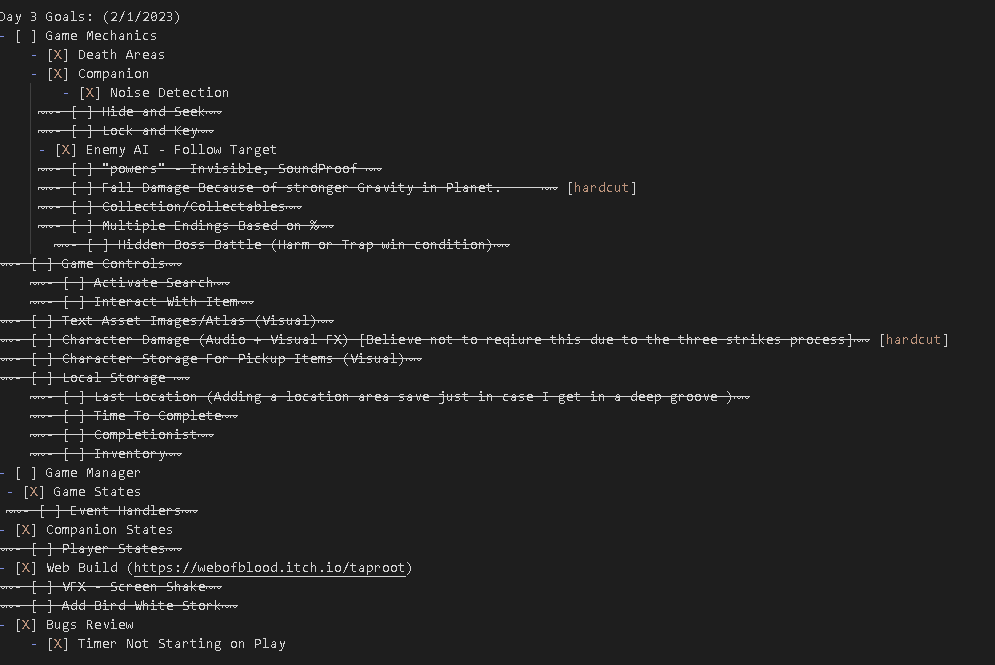 Day 3 Goals: (2/1/2023)
- [ ] Game Mechanics
- [X] Death Areas
- [X] Companion
- [X] Noise Detection
~~- [ ] Hide and Seek~~
~~- [ ] Lock and Key~~
- [X] Enemy AI - Follow Target
~~- [ ] "powers" - Invisible, SoundProof ~~
~~- [ ] Fall Damage Because of stronger Gravity in Planet. ~~ [hardcut]
~~- [ ] Collection/Collectables~~
~~- [ ] Multiple Endings Based on %~~
~~- [ ] Hidden Boss Battle (Harm or Trap win condition)~~
~~- [ ] Game Controls~~
~~- [ ] Activate Search~~
~~- [ ] Interact With Item~~
~~- [ ] Text Asset Images/Atlas (Visual)~~
~~- [ ] Character Damage (Audio + Visual FX) [Believe not to reqiure this due to the three strikes process]~~ [hardcut]
~~- [ ] Character Storage For Pickup Items (Visual)~~
~~- [ ] Local Storage ~~
~~- [ ] Last Location (Adding a location area save just in case I get in a deep groove )~~
~~- [ ] Time To Complete~~
~~- [ ] Completionist~~
~~- [ ] Inventory~~
- [ ] Game Manager
- [X] Game States
~~- [ ] Event Handlers~~
- [X] Companion States
~~- [ ] Player States~~
- [X] Web Build (https://webofblood.itch.io/taproot)
~~- [ ] VFX - Screen Shake~~
~~- [ ] Add Bird White Stork~~
- [X] Bugs Review
- [X] Timer Not Starting on Play